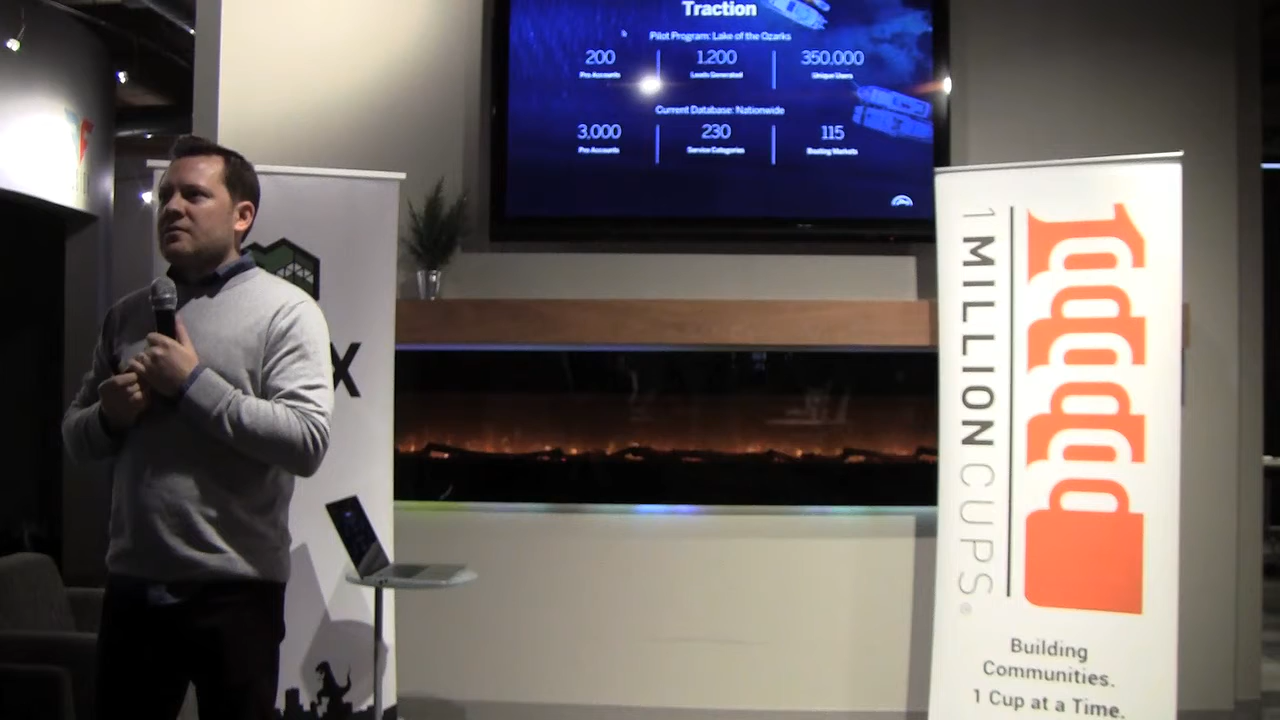 Traction
Pilot Program: Lake of the Ozarks
200 1,200 350,000
Pro Accounts Leads Generated Unique Users
Current Database: Nationwide
3,000 230 115
Pro Accounts Service Categories Boating Markets
X
1 MILLION CUPS®
Building
Communities.
1 Cup at a Time.